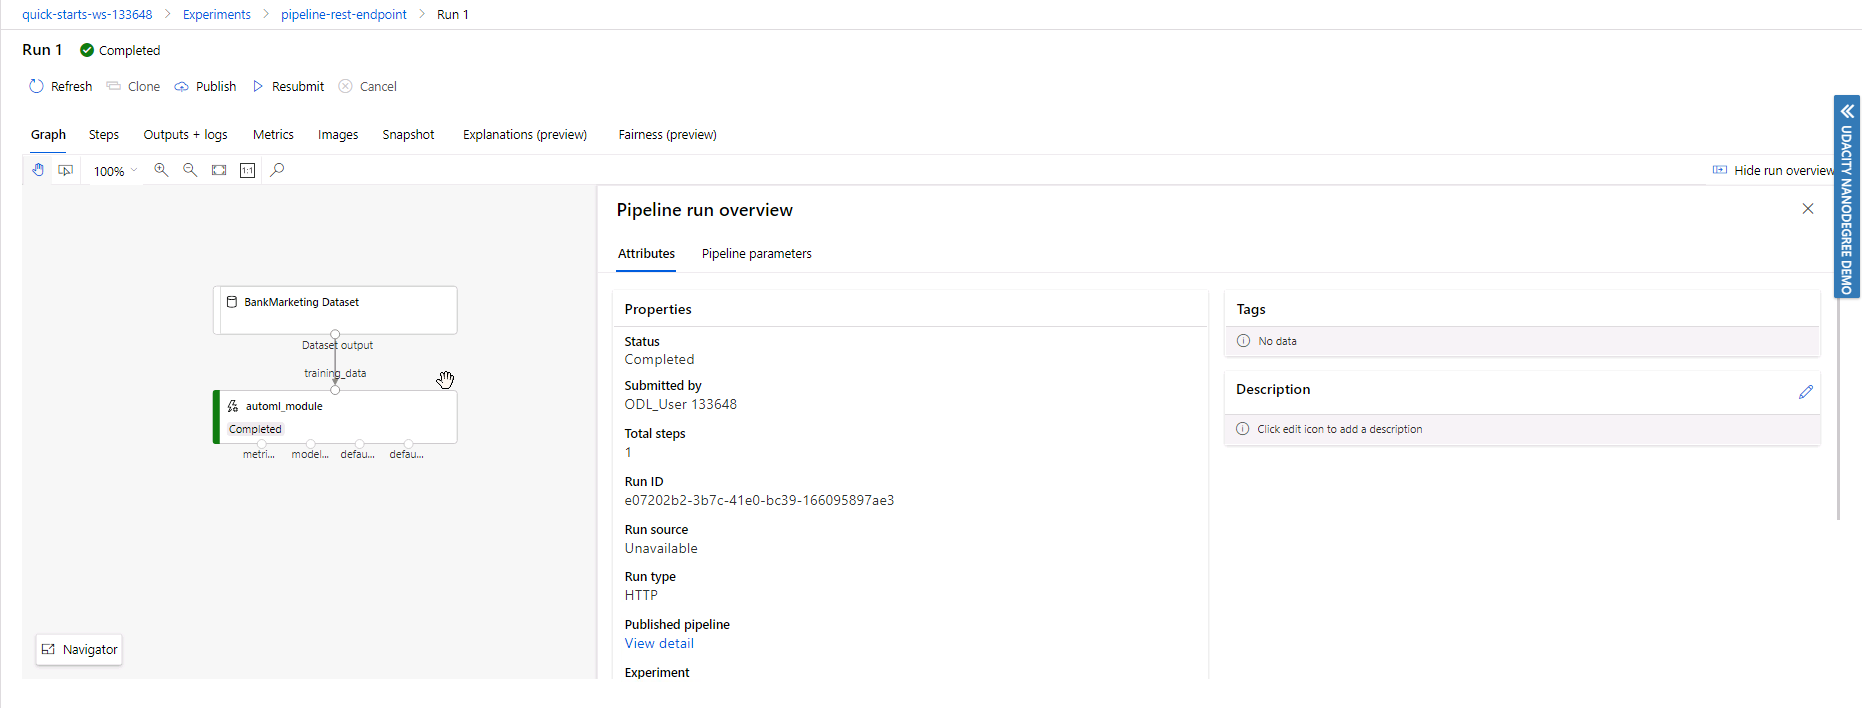 quick-starts-ws-133648 > Experiments > pipeline-rest-endpoint > Run 1
Run 1 Completed
Refresh Clone Publish Resubmit Cancel
Graph Steps Outputs + logs Metrics Images Snapshot Explanations (preview) Fairness (preview)
100% 1:1 Hide run overview
UDACITY NANODEGREE DEMO
BankMarketing Dataset
Dataset output
training_data
automl_module
Completed
metri... model... defau... defau...
Navigator
Pipeline run overview
Attributes Pipeline parameters
Properties
Status
Completed
Submitted by
ODL_User 133648
Total steps
1
Run ID
e07202b2-3b7c-41e0-bc39-166095897ae3
Run source
Unavailable
Run type
HTTP
Published pipeline
View detail
Experiment
Tags
No data
Description
Click edit icon to add a description